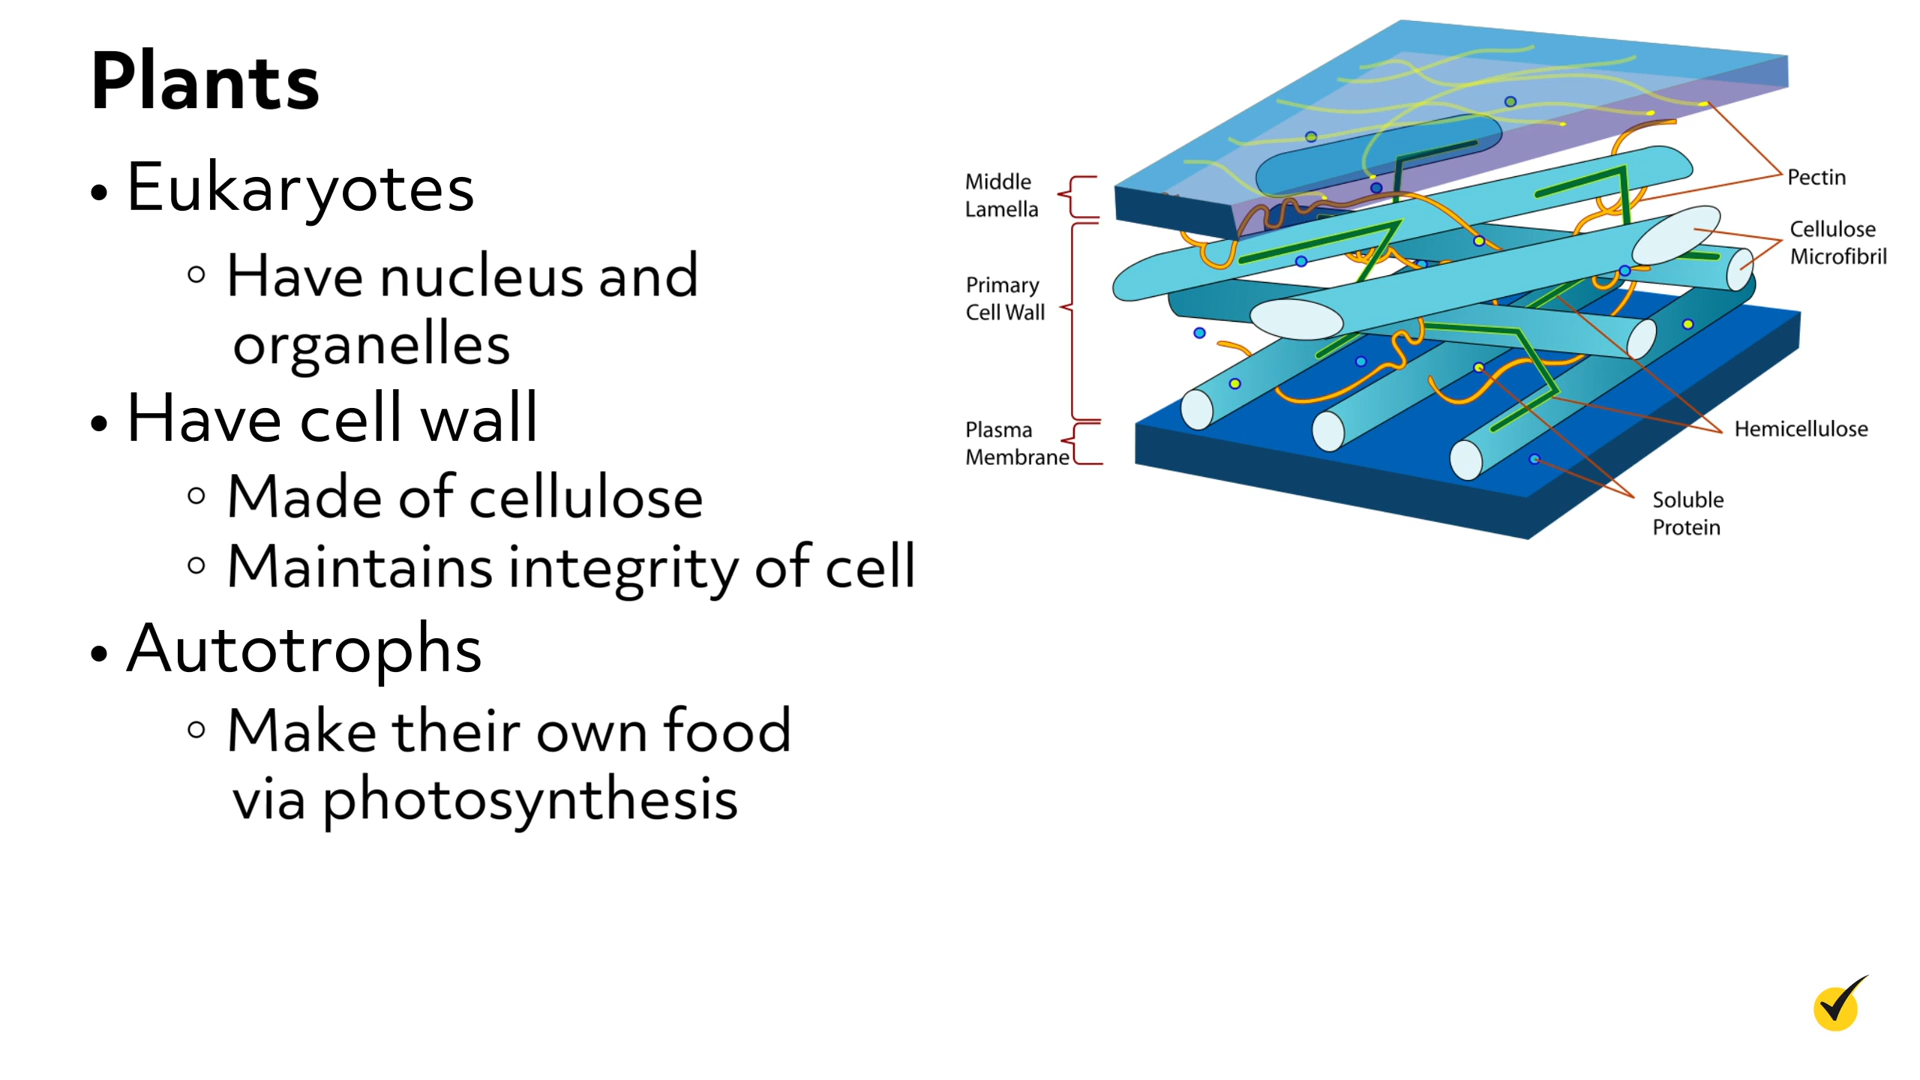 Plants
• Eukaryotes
◦ Have nucleus and
organelles
• Have cell wall
◦ Made of cellulose
◦ Maintains integrity of cell
• Autotrophs
◦ Make their own food
via photosynthesis
Middle
Lamella
Primary
Cell Wall
Plasma
Membrane
Pectin
Cellulose
Microfibril
Hemicellulose
Soluble
Protein